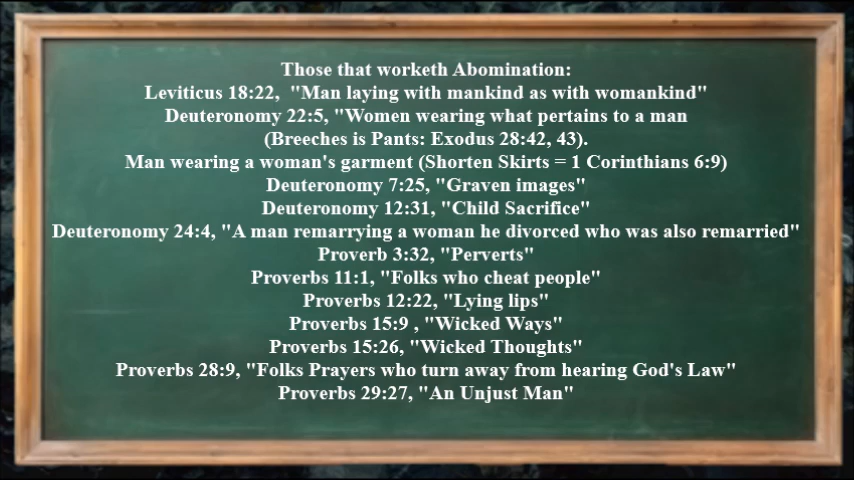 Those that worketh Abomination:
Leviticus 18:22,  "Man laying with mankind as with womankind"
Deuteronomy 22:5, "Women wearing what pertains to a man
(Breeches is Pants: Exodus 28:42, 43).
Man wearing a woman's garment (Shorten Skirts = 1 Corinthians 6:9)
Deuteronomy 7:25, "Graven images"
Deuteronomy 12:31, "Child Sacrifice"
Deuteronomy 24:4, "A man remarrying a woman he divorced who was also remarried"
Proverb 3:32, "Perverts"
Proverbs 11:1, "Folks who cheat people"
Proverbs 12:22, "Lying lips"
Proverbs 15:9 , "Wicked Ways"
Proverbs 15:26, "Wicked Thoughts"
Proverbs 28:9, "Folks Prayers who turn away from hearing God's Law"
Proverbs 29:27, "An Unjust Man"